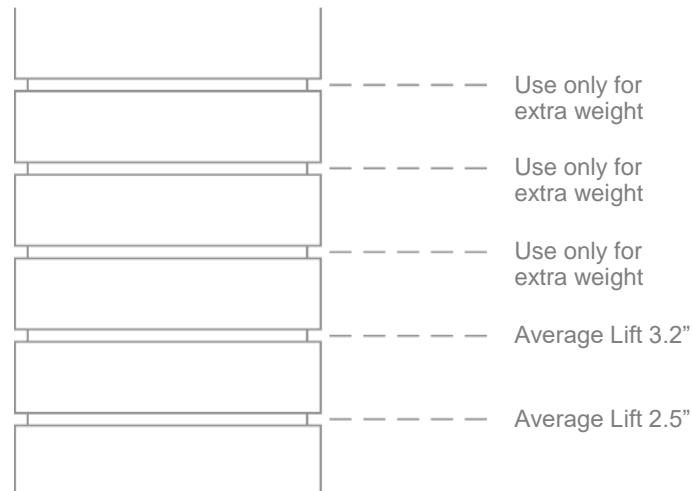 Use only for
extra weight
Use only for
extra weight
Use only for
extra weight
Average Lift 3.2”
Average Lift 2.5”